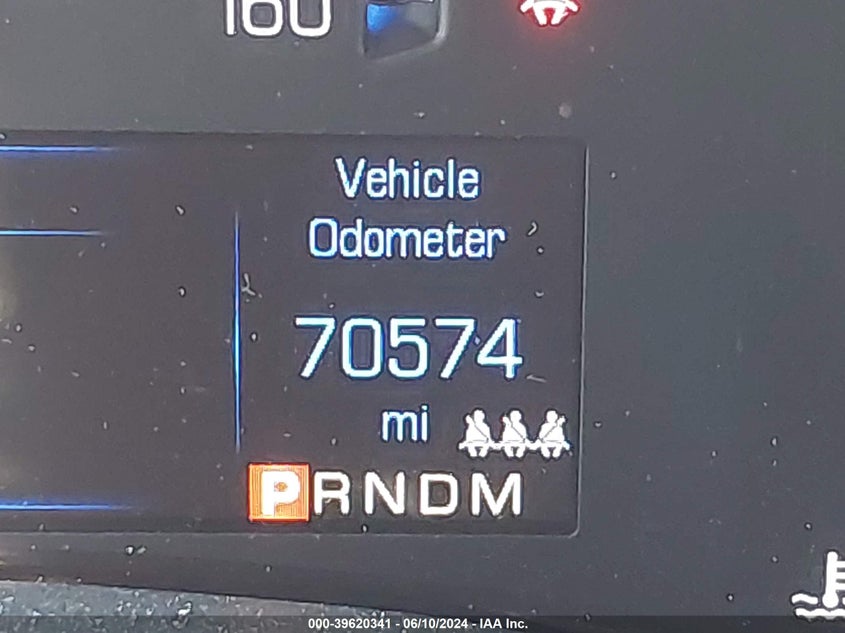 160
Vehicle
Odometer
70574
mi
PRNDM
000-39620341 - 06/10/2024 - IAA Inc.